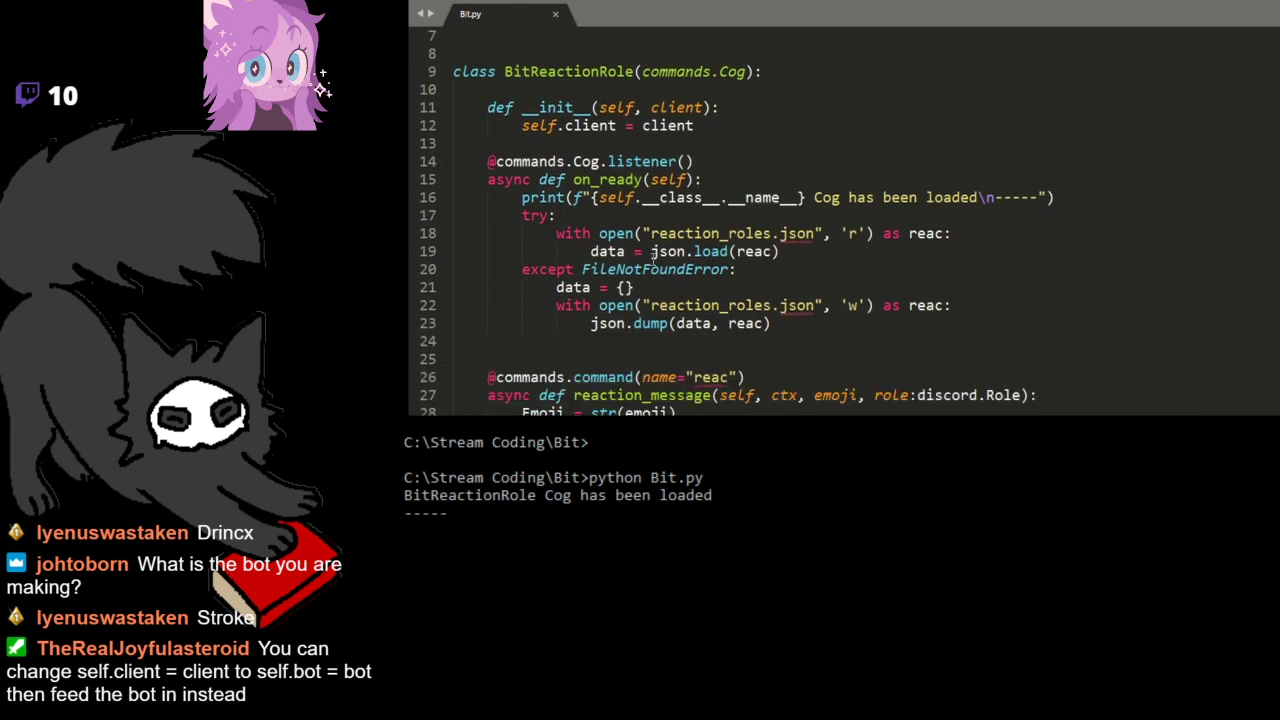 10
Bit.py
7
8
9 class BitReactionRole(commands.Cog):
10
11 def __init__(self, client):
12 self.client = client
13
14 @commands.Cog.listener()
15 async def on_ready(self):
16 print(f"{self.__class__.__name__} Cog has been loaded\n-----")
17 try:
18 with open("reaction_roles.json", 'r') as reac:
19 data = json.load(reac)
20 except FileNotFoundError:
21 data = {}
22 with open("reaction_roles.json", 'w') as reac:
23 json.dump(data, reac)
24
25
26 @commands.command(name="reac")
27 async def reaction_message(self, ctx, emoji, role:discord.Role):
28 Emoji = str(emoji)
C:\Stream Coding\Bit>
C:\Stream Coding\Bit>python Bit.py
BitReactionRole Cog has been loaded
-----
lyenuswastaken Drincx
johtoborn What is the bot you are
making?
lyenuswastaken Stroke
TheRealJoyfulasteroid You can
change self.client = client to self.bot = bot
then feed the bot in instead